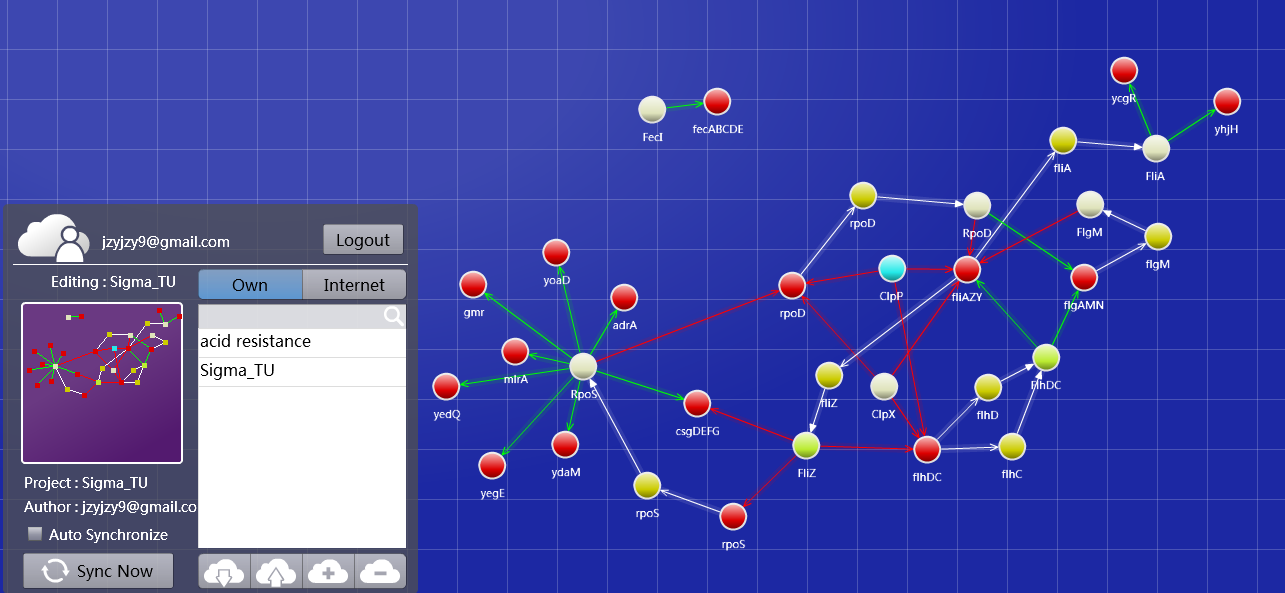 jzyjzy9@gmail.com
Logout
Editing : Sigma_TU
Own
Internet
acid resistance
Sigma_TU
Project : Sigma_TU
Author : jzyjzy9@gmail.co
Auto Synchronize
Sync Now
FecI
fecABCDE
ycgR
yhjH
fliA
FliA
rpoD
RpoD
FlgM
flgM
yoaD
gmr
adrA
rpoD
ClpP
fliAZY
flgAMN
mlrA
RpoS
yedQ
csgDEFG
fliZ
ClpX
flhD
FlhDC
ydaM
yegE
FliZ
flhDC
flhC
rpoS
rpoS